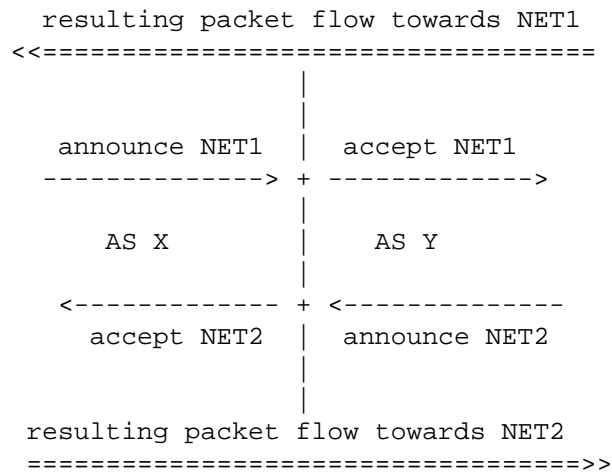 resulting packet flow towards NET1
<<===================================
|
|
announce NET1 | accept NET1
--------------> + ------------->
|
AS X | AS Y
|
<------------- + <--------------
accept NET2 | announce NET2
|
|
resulting packet flow towards NET2
===================================>>